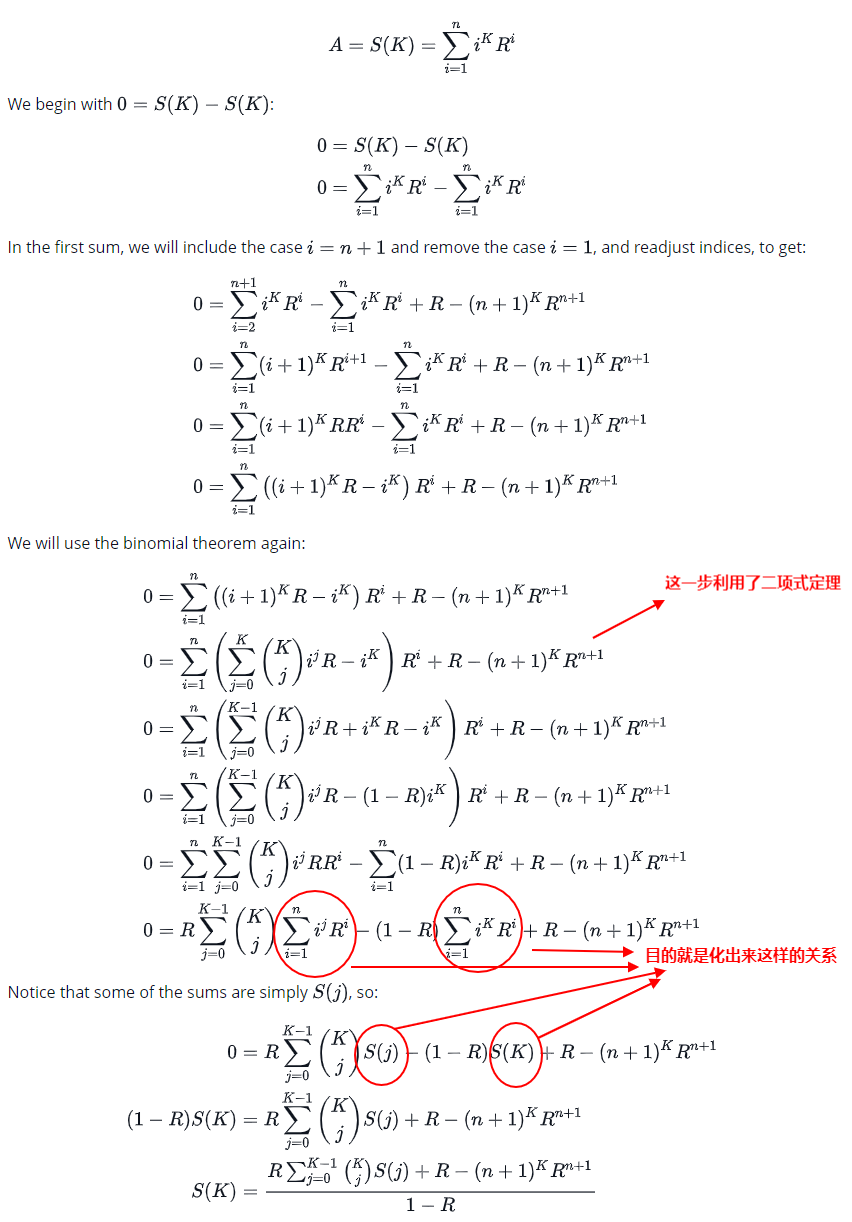 A = S(K) = \sum_{i=1}^{n} i^K R^i
We begin with 0 = S(K) − S(K):
0 = S(K) − S(K)
0 = \sum_{i=1}^{n} i^K R^i − \sum_{i=1}^{n} i^K R^i
In the first sum, we will include the case i = n + 1 and remove the case i = 1, and readjust indices, to get:
0 = \sum_{i=2}^{n+1} i^K R^i − \sum_{i=1}^{n} i^K R^i + R − (n + 1)^K R^{n+1}
0 = \sum_{i=1}^{n} (i + 1)^K R^{i+1} − \sum_{i=1}^{n} i^K R^i + R − (n + 1)^K R^{n+1}
0 = \sum_{i=1}^{n} (i + 1)^K R R^i − \sum_{i=1}^{n} i^K R^i + R − (n + 1)^K R^{n+1}
0 = \sum_{i=1}^{n} ((i + 1)^K R − i^K) R^i + R − (n + 1)^K R^{n+1}
We will use the binomial theorem again:
0 = \sum_{i=1}^{n} ((i + 1)^K R − i^K) R^i + R − (n + 1)^K R^{n+1}
这一步利用了二项式定理
0 = \sum_{i=1}^{n} \left( \sum_{j=0}^{K} \binom{K}{j} i^j R − i^K \right) R^i + R − (n + 1)^K R^{n+1}
0 = \sum_{i=1}^{n} \left( \sum_{j=0}^{K−1} \binom{K}{j} i^j R + i^K R − i^K \right) R^i + R − (n + 1)^K R^{n+1}
0 = \sum_{i=1}^{n} \left( \sum_{j=0}^{K−1} \binom{K}{j} i^j R − (1 − R) i^K \right) R^i + R − (n + 1)^K R^{n+1}
0 = \sum_{i=1}^{n} \sum_{j=0}^{K−1} \binom{K}{j} i^j R R^i − \sum_{i=1}^{n} (1 − R) i^K R^i + R − (n + 1)^K R^{n+1}
0 = R \sum_{j=0}^{K−1} \binom{K}{j} \sum_{i=1}^{n} i^j R^i − (1 − R) \sum_{i=1}^{n} i^K R^i + R − (n + 1)^K R^{n+1}
目的就是化出来这样的关系
Notice that some of the sums are simply S(j), so:
0 = R \sum_{j=0}^{K−1} \binom{K}{j} S(j) − (1 − R) S(K) + R − (n + 1)^K R^{n+1}
(1 − R) S(K) = R \sum_{j=0}^{K−1} \binom{K}{j} S(j) + R − (n + 1)^K R^{n+1}
S(K) = \frac{R \sum_{j=0}^{K−1} \binom{K}{j} S(j) + R − (n + 1)^K R^{n+1}}{1 − R}